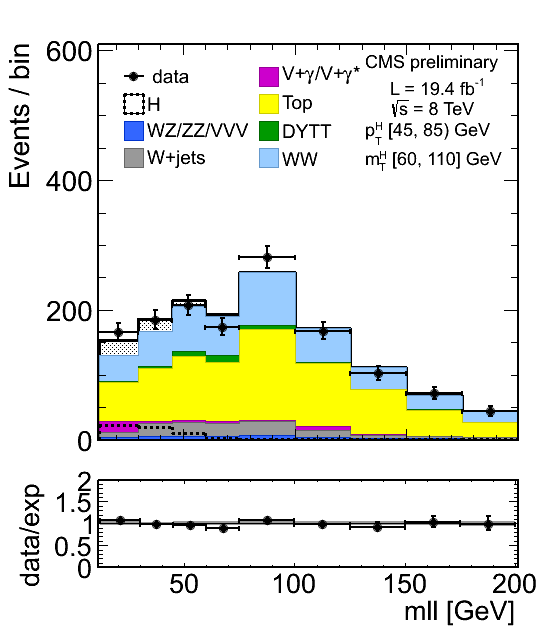 600
400
200
0
Events / bin
data
H
WZ/ZZ/VVV
W+jets
V+γ/V+γ*
Top
DYTT
WW
CMS preliminary
L = 19.4 fb⁻¹
√s = 8 TeV
p_T^H [45, 85) GeV
m_T^H [60, 110] GeV
2
1.5
1
0.5
0
data/exp
50 100 150 200
mll [GeV]